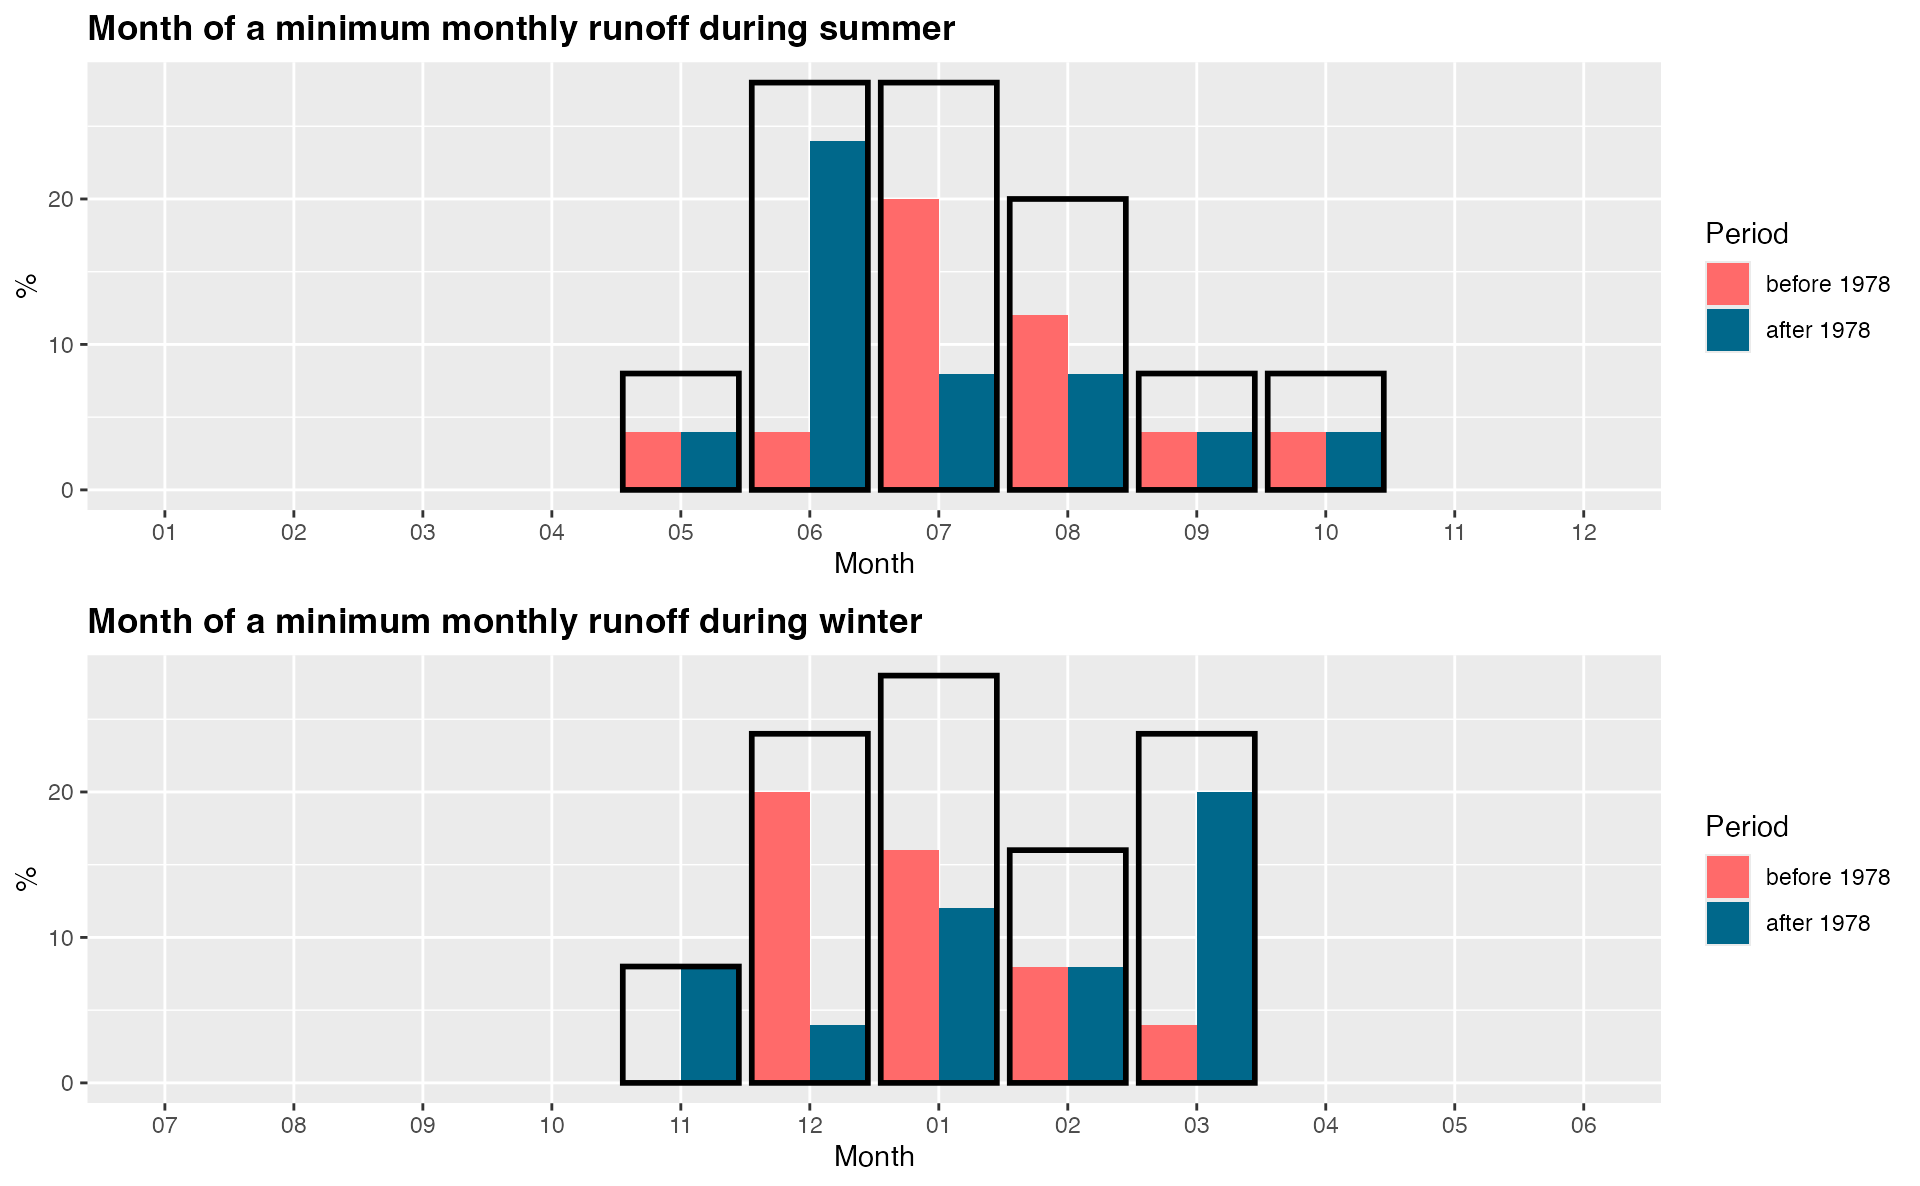 Month of a minimum monthly runoff during summer
%
20
10
0
01 02 03 04 05 06 07 08 09 10 11 12
Month
Period
before 1978
after 1978
Month of a minimum monthly runoff during winter
%
20
10
0
07 08 09 10 11 12 01 02 03 04 05 06
Month
Period
before 1978
after 1978